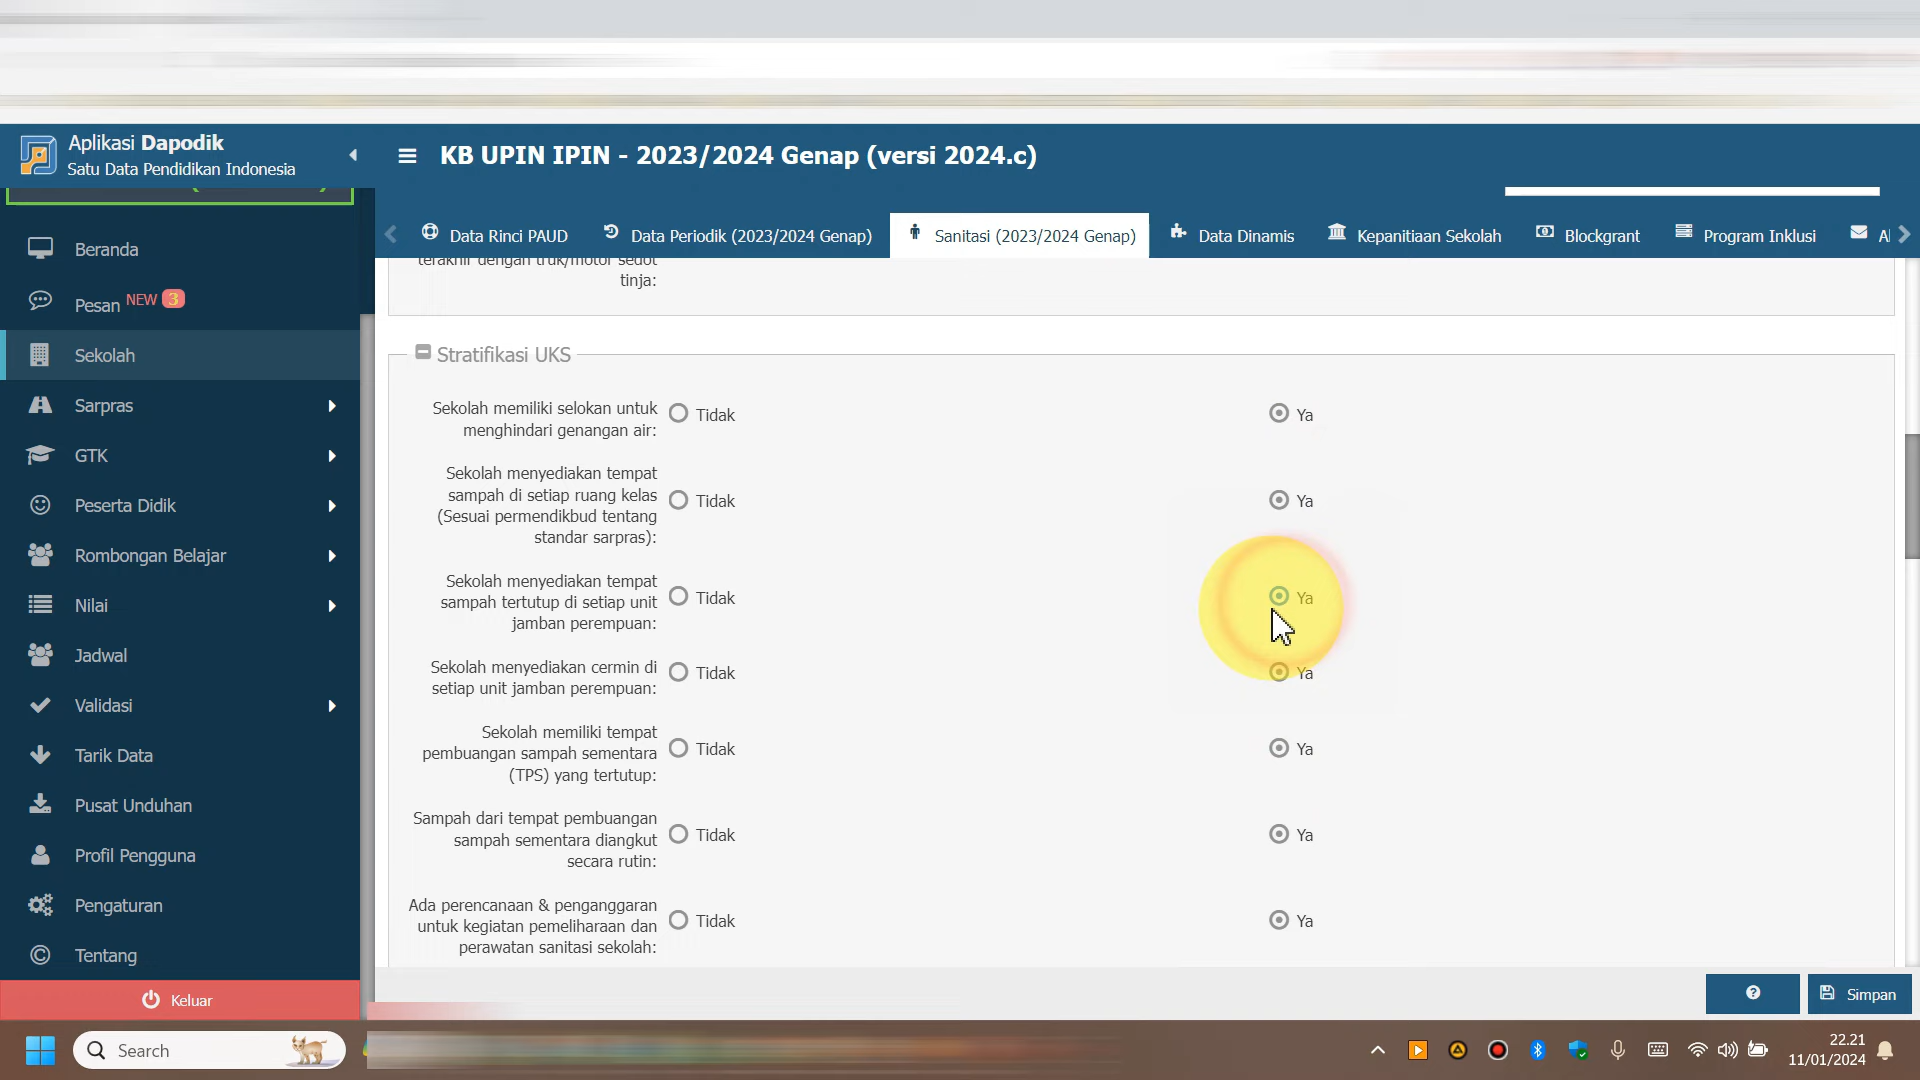 Aplikasi Dapodik
Satu Data Pendidikan Indonesia
KB UPIN IPIN - 2023/2024 Genap (versi 2024.c)
Beranda
Pesan NEW 3
Sekolah
Sarpras
GTK
Peserta Didik
Rombongan Belajar
Nilai
Jadwal
Validasi
Tarik Data
Pusat Unduhan
Profil Pengguna
Pengaturan
Tentang
Keluar
Data Rinci PAUD
Data Periodik (2023/2024 Genap)
Sanitasi (2023/2024 Genap)
Data Dinamis
Kepanitiaan Sekolah
Blockgrant
Program Inklusi
terakhir dengan truk/motor sedot
tinja:
Stratifikasi UKS
Sekolah memiliki selokan untuk
menghindari genangan air:
Tidak
Ya
Sekolah menyediakan tempat
sampah di setiap ruang kelas
(Sesuai permendikbud tentang
standar sarpras):
Tidak
Ya
Sekolah menyediakan tempat
sampah tertutup di setiap unit
jamban perempuan:
Tidak
Ya
Sekolah menyediakan cermin di
setiap unit jamban perempuan:
Tidak
Ya
Sekolah memiliki tempat
pembuangan sampah sementara
(TPS) yang tertutup:
Tidak
Ya
Sampah dari tempat pembuangan
sampah sementara diangkut
secara rutin:
Tidak
Ya
Ada perencanaan & penganggaran
untuk kegiatan pemeliharaan dan
perawatan sanitasi sekolah:
Tidak
Ya
Simpan
Search
22.21
11/01/2024